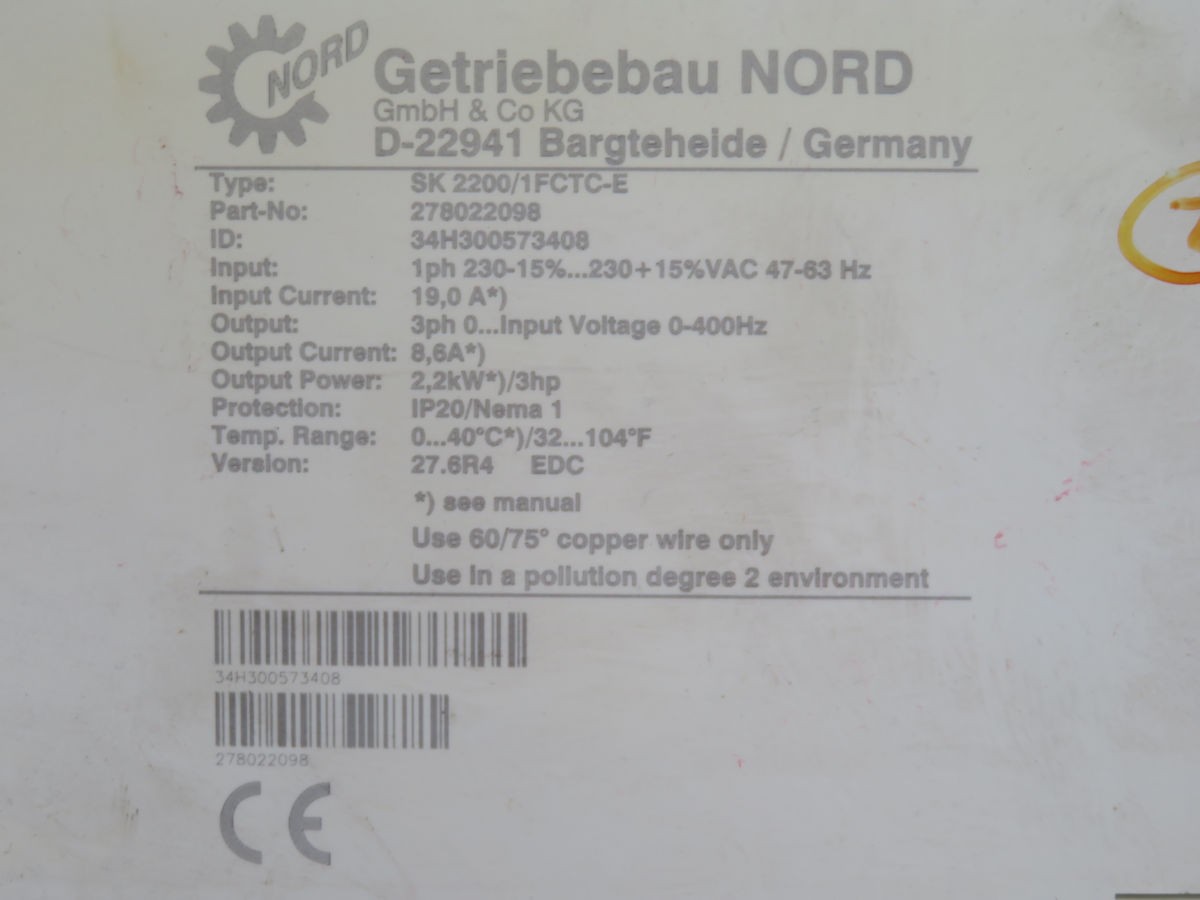 NORD
Getriebebau NORD
GmbH & Co KG
D-22941 Bargteheide / Germany
Type: SK 2200/1FCTC-E
Part-No: 278022098
ID: 34H300573408
Input: 1ph 230-15%...230+15%VAC 47-63 Hz
Input Current: 19,0 A*)
Output: 3ph 0...Input Voltage 0-400Hz
Output Current: 8,6A*)
Output Power: 2,2kW*)/3hp
Protection: IP20/Nema 1
Temp. Range: 0...40°C*)/32...104°F
Version: 27.6R4 EDC
*) see manual
Use 60/75° copper wire only
Use in a pollution degree 2 environment
34H300573408
278022098
CE